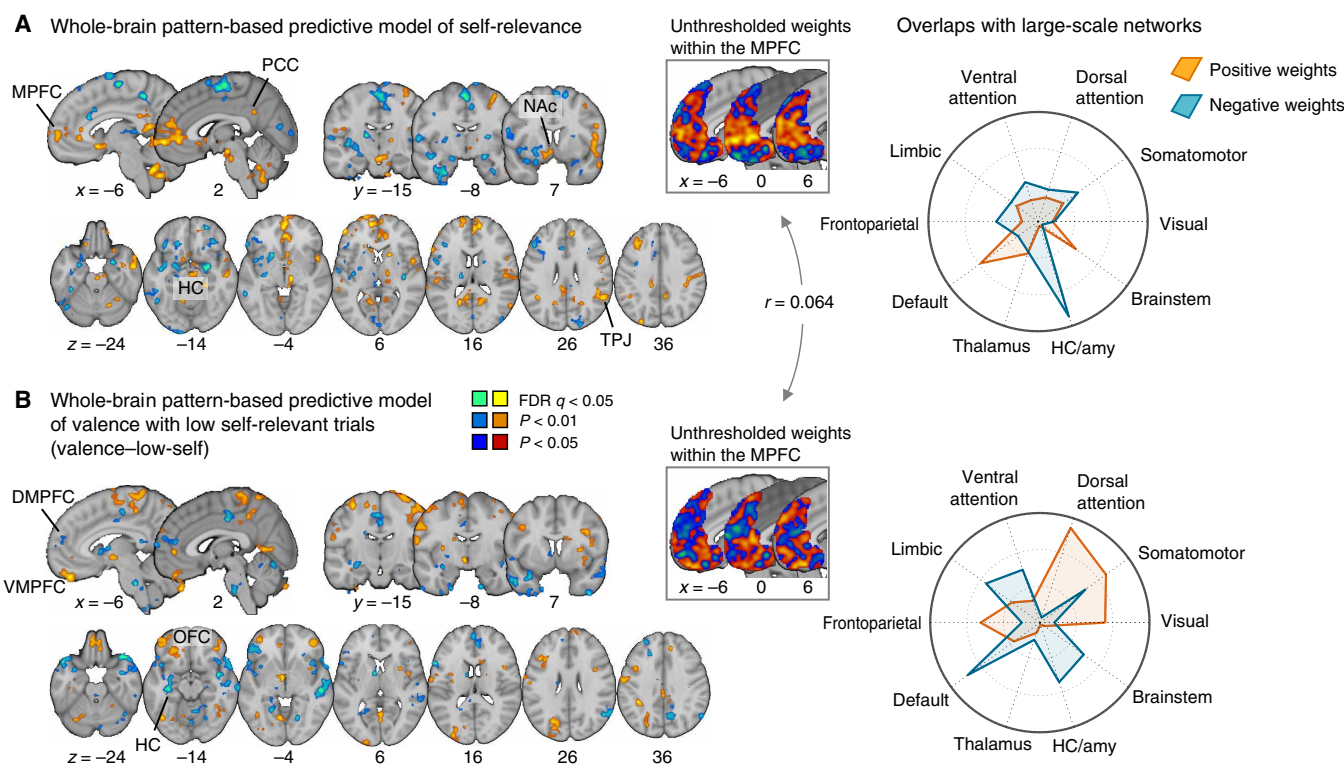 A Whole-brain pattern-based predictive model of self-relevance
MPFC
PCC
x = −6
2
NAc
y = −15
−8
7
HC
TPJ
z = −24
−14
−4
6
16
26
36
Unthresholded weights
within the MPFC
x = −6
0
6
r = 0.064
Overlaps with large-scale networks
Positive weights
Negative weights
Ventral
attention
Dorsal
attention
Limbic
Somatomotor
Frontoparietal
Visual
Default
Brainstem
Thalamus
HC/amy
B Whole-brain pattern-based predictive model
of valence with low self-relevant trials
(valence–low-self)
FDR q < 0.05
P < 0.01
P < 0.05
DMPFC
VMPFC
x = −6
2
y = −15
−8
7
OFC
HC
z = −24
−14
−4
6
16
26
36
Unthresholded weights
within the MPFC
x = −6
0
6
Ventral
attention
Dorsal
attention
Limbic
Somatomotor
Frontoparietal
Visual
Default
Brainstem
Thalamus
HC/amy